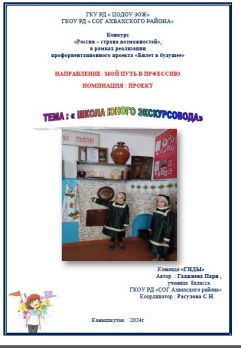 ГКУ РД « ЦОДОУ ЗОЖ»
ГКОУ РД « СОГ АХВАХСКОГО РАЙОНА»
Конкурс
«Россия – страна возможностей»,
в рамках реализации
профориентационного проекта «Билет в будущее»
НАПРАВЛЕНИЕ: МОЙ ПУТЬ В ПРФЕССИЮ
НОМИНАЦИЯ : ПРОЕКТ
ТЕМА : « ШКОЛА ЮНОГО ЭКСКУРСОВОДА»
Команда «ГИДЫ»
Автор : Гаджиева Пари ,
ученица 8класса
ГКОУ РД «СОГ Ахвахского района»
Координатор : Расулова С.Н.
Камышкутан 2024г